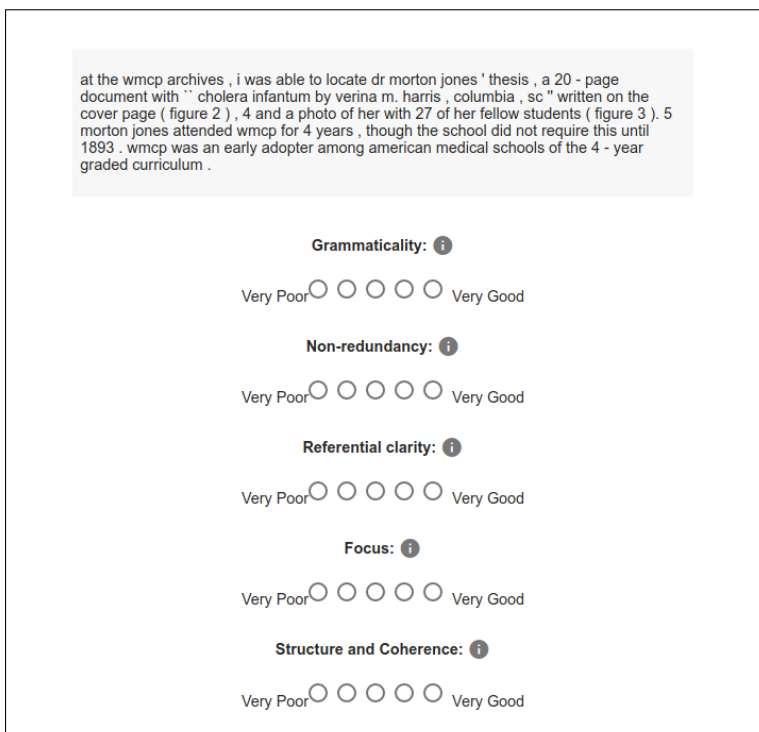 at the wmcp archives , i was able to locate dr morton jones ' thesis , a 20 - page
document with `` cholera infantum by verina m. harris , columbia , sc '' written on the
cover page ( figure 2 ) , 4 and a photo of her with 27 of her fellow students ( figure 3 ). 5
morton jones attended wmcp for 4 years , though the school did not require this until
1893 . wmcp was an early adopter among american medical schools of the 4 - year
graded curriculum .
Grammaticality: i
Very Poor Very Good
Non-redundancy: i
Very Poor Very Good
Referential clarity: i
Very Poor Very Good
Focus: i
Very Poor Very Good
Structure and Coherence: i
Very Poor Very Good